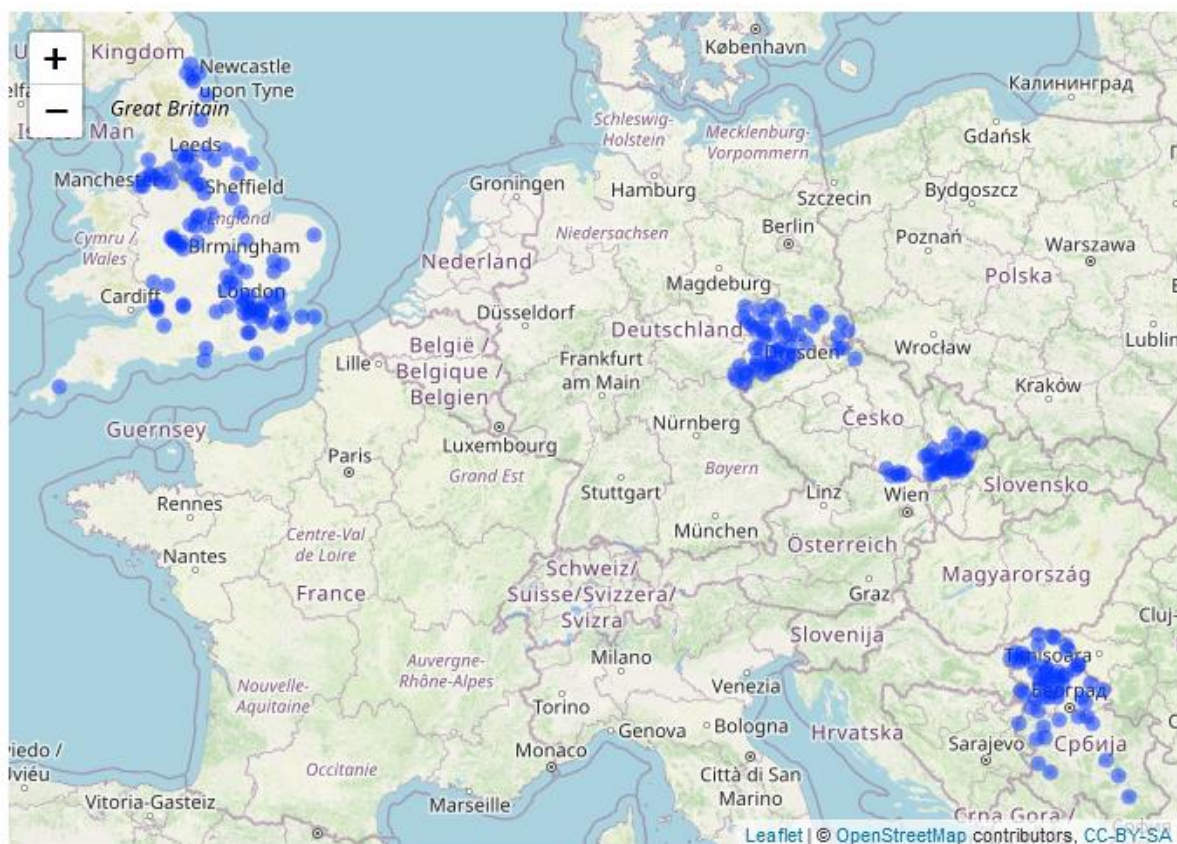 +
København
U
Kingdom
Newcastle
upon Tyne
−
Калининград
Great Britain
Schleswig-
Holstein
Mecklenburg-
Vorpommern
Gdańsk
Leeds
Manchest
Sheffield
Groningen
Hamburg
Szczecin
Bydgoszcz
England
Cymru /
Wales
Birmingham
Niedersachsen
Berlin
Poznań
Warszawa
Nederland
Magdeburg
Polska
Cardiff
London
Düsseldorf
Deutschland
België /
Belgique /
Belgien
Lille
Frankfurt
am Main
Dresden
Wrocław
Lublin
Kraków
Guernsey
Luxembourg
Nürnberg
Česko
Paris
Grand Est
Bayern
Rennes
Stuttgart
Linz
Wien
Slovensko
Nantes
Centre-Val
de Loire
München
Österreich
France
Schweiz/
Suisse/Svizzera/
Svizra
Magyarország
Graz
Cluj-
Slovenija
Auvergne-
Rhône-Alpes
Milano
Timișoara
Nouvelle-
Aquitaine
Torino
Venezia
Београд
Genova
Bologna
Hrvatska
Sarajevo
Србија
viedo /
Uviéu
Occitanie
Monaco
Città di San
Marino
Vitoria-Gasteiz
Marseille
Crna Gora /
Leaflet | © OpenStreetMap contributors, CC-BY-SA